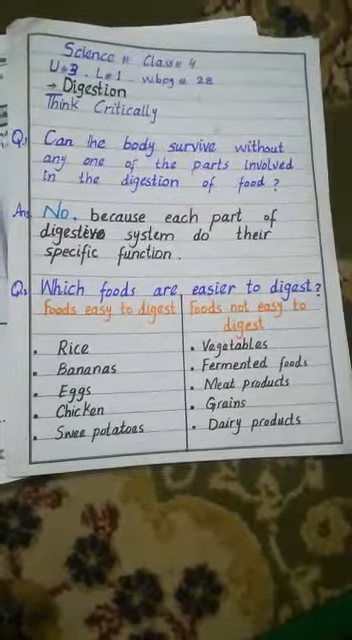 Science = Class = 4
U = 3 . L = 1 . w.bpg = 28
→ Digestion
Think Critically
Q: Can the body survive without
any one of the parts involved
in the digestion of food?
Ans No. because each part of
digestive system do their
specific function.
Q: Which foods are easier to digest?
Foods easy to digest
• Rice
• Bananas
• Eggs
• Chicken
• Swee potatoes
Foods not easy to
digest
• Vegetables
• Fermented foods
• Meat products
• Grains
• Dairy products